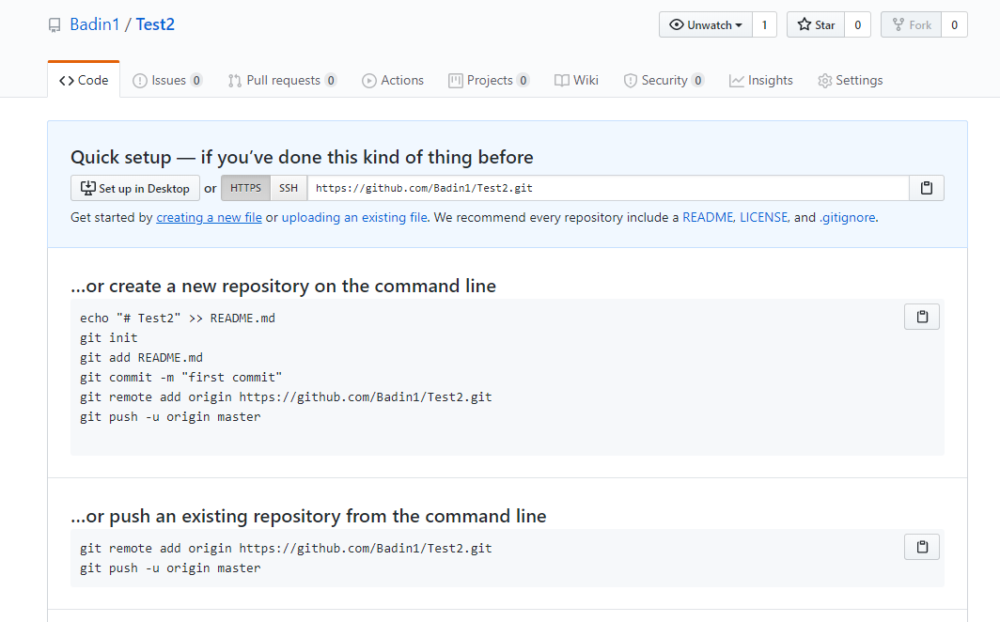 Badin1 / Test2
Unwatch 1 Star 0 Fork 0
Code Issues 0 Pull requests 0 Actions Projects 0 Wiki Security 0 Insights Settings
Quick setup — if you’ve done this kind of thing before
Set up in Desktop or HTTPS SSH https://github.com/Badin1/Test2.git
Get started by creating a new file or uploading an existing file. We recommend every repository include a README, LICENSE, and .gitignore.
…or create a new repository on the command line
echo "# Test2" >> README.md
git init
git add README.md
git commit -m "first commit"
git remote add origin https://github.com/Badin1/Test2.git
git push -u origin master
…or push an existing repository from the command line
git remote add origin https://github.com/Badin1/Test2.git
git push -u origin master